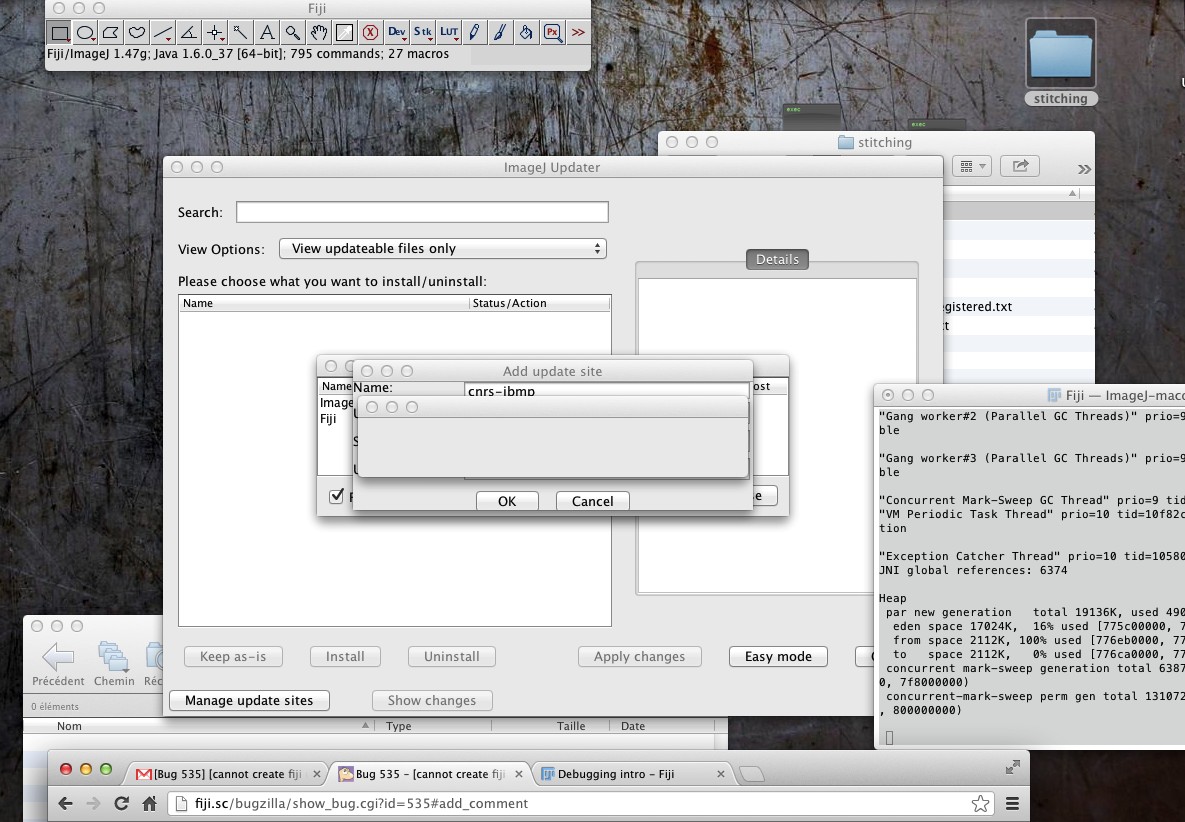 Fiji
Dev Stk LUT Px >>
Fiji/ImageJ 1.47g; Java 1.6.0_37 [64-bit]; 795 commands; 27 macros
stitching
exec
exec
stitching
ImageJ Updater
Search:
View Options: View updateable files only
Details
Please choose what you want to install/uninstall:
Name Status/Action
egistered.txt
Name
Image
Fiji
ost
Add update site
Name: cnrs-ibmp
OK Cancel
Fiji — ImageJ-maco
"Gang worker#2 (Parallel GC Threads)" prio=9
ble
"Gang worker#3 (Parallel GC Threads)" prio=9
ble
"Concurrent Mark-Sweep GC Thread" prio=9 tid
"VM Periodic Task Thread" prio=10 tid=10f82c
tion
"Exception Catcher Thread" prio=10 tid=10580
JNI global references: 6374
Heap
par new generation total 19136K, used 490
eden space 17024K, 16% used [775c00000, 7
from space 2112K, 100% used [776eb0000, 77
to space 2112K, 0% used [776ca0000, 77
concurrent mark-sweep generation total 6387
0, 7f8000000)
concurrent-mark-sweep perm gen total 131072
, 800000000)
Keep as-is Install Uninstall Apply changes Easy mode
Manage update sites Show changes
Précédent Chemin Réc
0 éléments
Nom Type Taille Date
[Bug 535] [cannot create fiji
Bug 535 – [cannot create fiji
Debugging intro – Fiji
fiji.sc/bugzilla/show_bug.cgi?id=535#add_comment